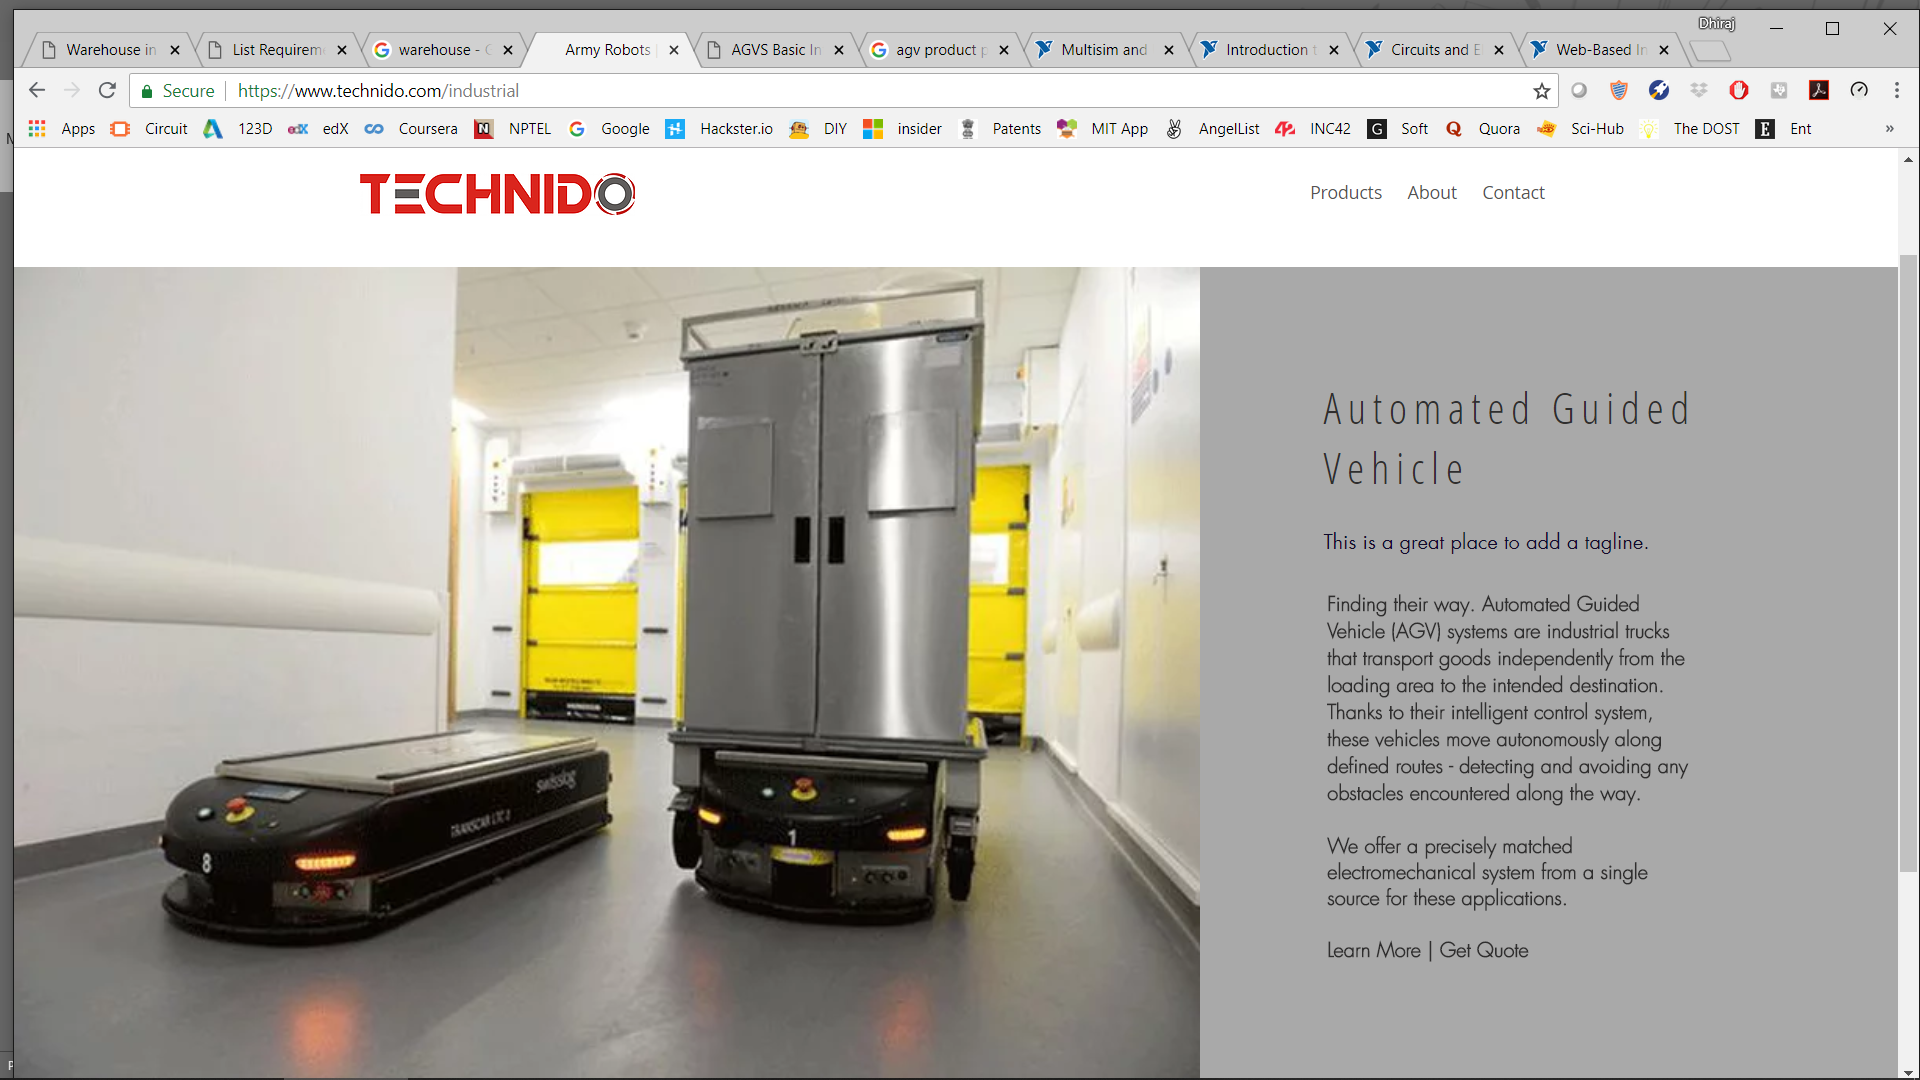 Dhiraj
Warehouse in
List Requirem
warehouse - G
Army Robots |
AGVS Basic In
agv product p
Multisim and
Introduction t
Circuits and E
Web-Based In
Secure
https://www.technido.com/industrial
Apps
Circuit
123D
edX
Coursera
NPTEL
Google
Hackster.io
DIY
insider
Patents
MIT App
AngelList
INC42
Soft
Quora
Sci-Hub
The DOST
Ent
»
TECHNIDO
Products
About
Contact
Automated Guided
Vehicle
This is a great place to add a tagline.
Finding their way. Automated Guided
Vehicle (AGV) systems are industrial trucks
that transport goods independently from the
loading area to the intended destination.
Thanks to their intelligent control system,
these vehicles move autonomously along
defined routes - detecting and avoiding any
obstacles encountered along the way.
We offer a precisely matched
electromechanical system from a single
source for these applications.
Learn More | Get Quote
swisslog
TRANSCAR LTC 2
8
1